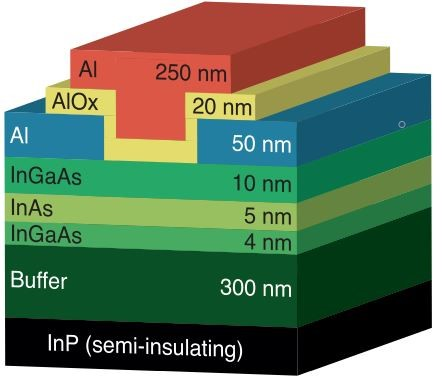 Al 250 nm
AlOx 20 nm
Al 50 nm
InGaAs 10 nm
InAs 5 nm
InGaAs 4 nm
Buffer 300 nm
InP (semi-insulating)